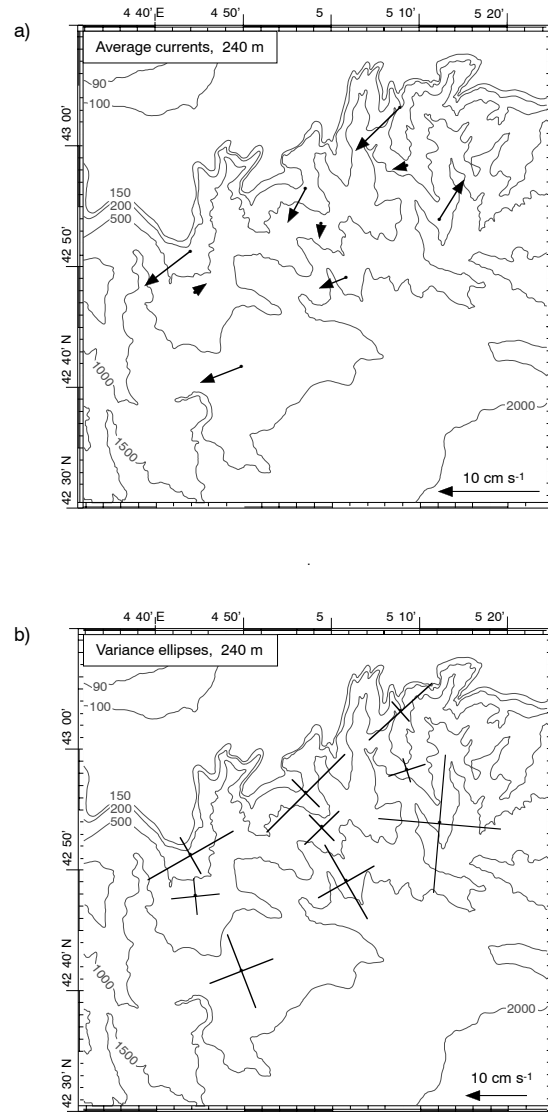 a)
4 40' E 4 50' 5 5 10' 5 20'
Average currents, 240 m
90
100
43 00'
150
200
500
42 50'
42 40' N
1000
2000
1500
42 30' N
10 cm s-1
b)
4 40' E 4 50' 5 5 10' 5 20'
Variance ellipses, 240 m
90
100
43 00'
150
200
500
42 50'
42 40' N
1000
2000
1500
42 30' N
10 cm s-1